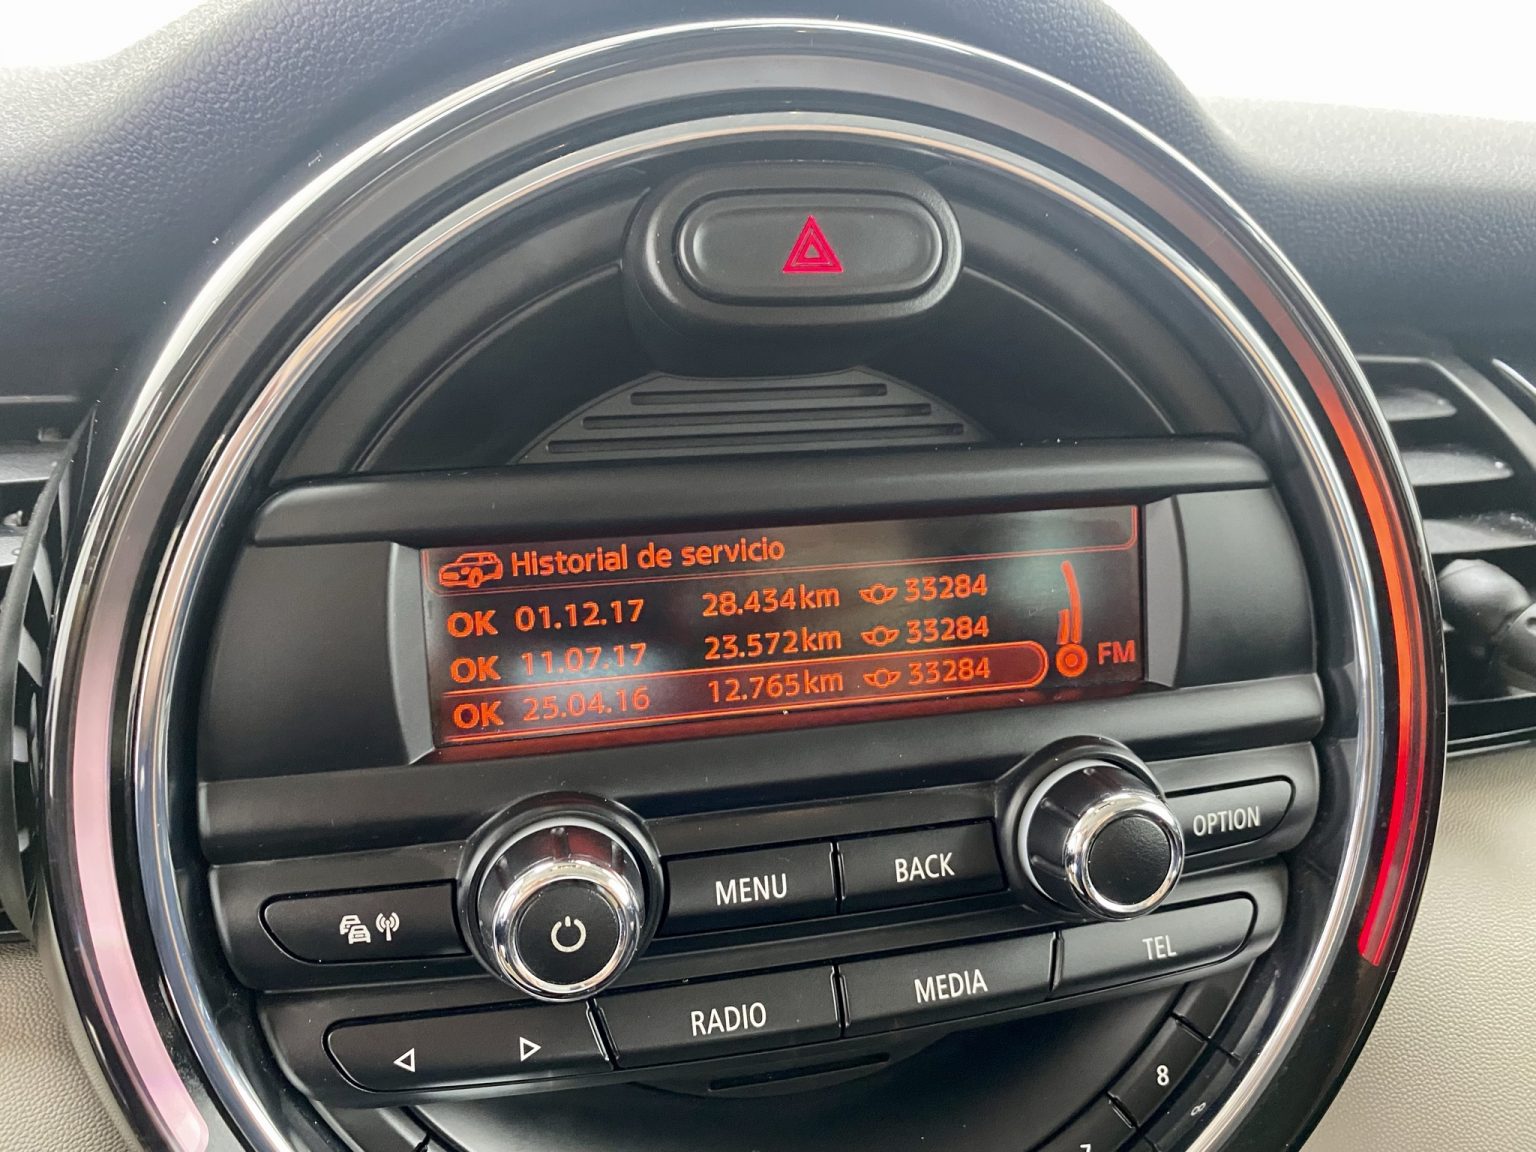 Historial de servicio
OK 01.12.17 28.434km 33284
OK 11.07.17 23.572km 33284
OK 25.04.16 12.765km 33284
FM
OPTION
MENU BACK
RADIO MEDIA TEL
8
7